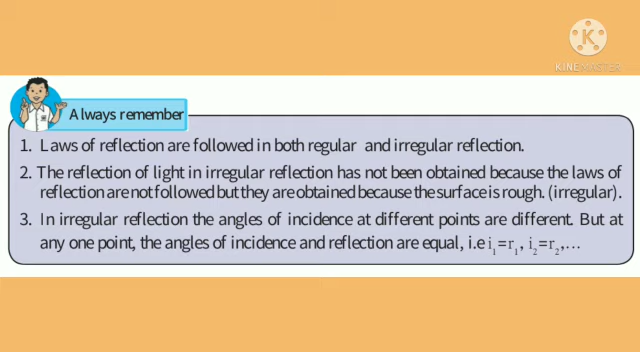 K
KINEMASTER
Always remember
1. Laws of reflection are followed in both regular and irregular reflection.
2. The reflection of light in irregular reflection has not been obtained because the laws of
reflection are not followed but they are obtained because the surface is rough. (irregular).
3. In irregular reflection the angles of incidence at different points are different. But at
any one point, the angles of incidence and reflection are equal, i.e i₁=r₁, i₂=r₂,...